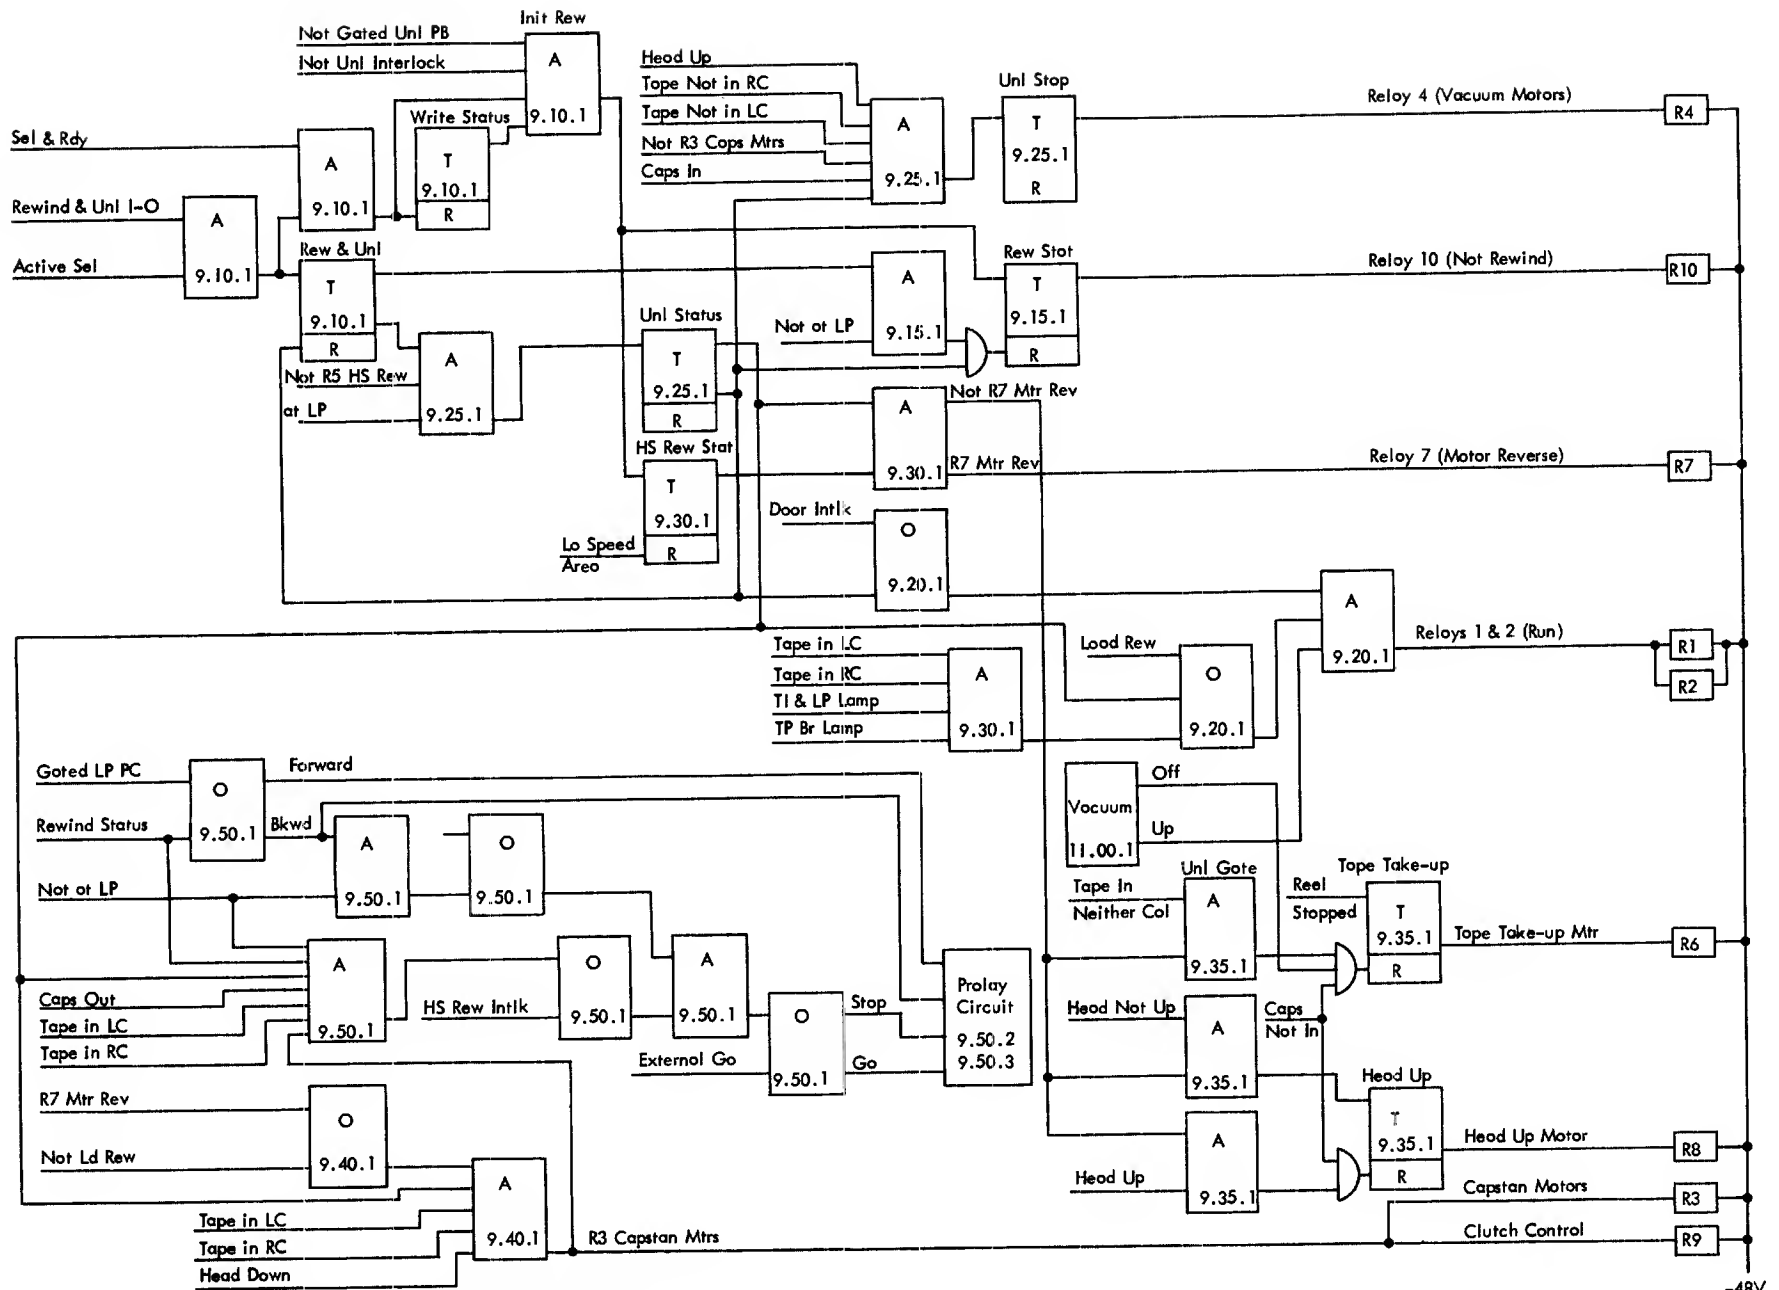 Init Rew
Not Gated Unl PB
A
Not Unl Interlock
9.10.1
Write Status
Sel & Rdy
A
9.10.1
T
9.10.1
R
Rewind & Unl I-O
A
Active Sel
9.10.1
Rew & Unl
T
9.10.1
R
Not R5 HS Rew
at LP
A
9.25.1
Head Up
Tape Not in RC
Tape Not in LC
Not R3 Caps Mtrs
Caps In
A
9.25.1
Unl Stop
T
9.25.1
R
Relay 4 (Vacuum Motors)
R4
Unl Status
T
9.25.1
R
Not at LP
A
9.15.1
Rew Stat
T
9.15.1
R
Relay 10 (Not Rewind)
R10
HS Rew Stat
T
9.30.1
R
Lo Speed
Area
A
9.30.1
Not R7 Mtr Rev
R7 Mtr Rev
Relay 7 (Motor Reverse)
R7
Door Intlk
O
9.20.1
A
9.20.1
Relays 1 & 2 (Run)
R1
R2
Tape in LC
Tape in RC
TI & LP Lamp
TP Br Lamp
A
9.30.1
Load Rew
O
9.20.1
Gated LP PC
Rewind Status
O
9.50.1
Forward
Bkwd
A
9.50.1
O
9.50.1
Not at LP
Vacuum
11.00.1
Off
Up
Unl Gate
Tape In
Neither Col
A
9.35.1
Tape Take-up
Reel
Stopped
T
9.35.1
R
Tape Take-up Mtr
R6
Caps Out
Tape in LC
Tape in RC
A
9.50.1
HS Rew Intlk
O
9.50.1
A
9.50.1
External Go
O
9.50.1
Stop
Go
Prolay
Circuit
9.50.2
9.50.3
Head Not Up
A
9.35.1
Caps
Not In
Head Up
T
9.35.1
R
Head Up Motor
R8
Head Up
A
9.35.1
R7 Mtr Rev
Not Ld Rew
O
9.40.1
Tape in LC
Tape in RC
Head Down
A
9.40.1
R3 Capstan Mtrs
Capstan Motors
R3
Clutch Control
R9
-48V